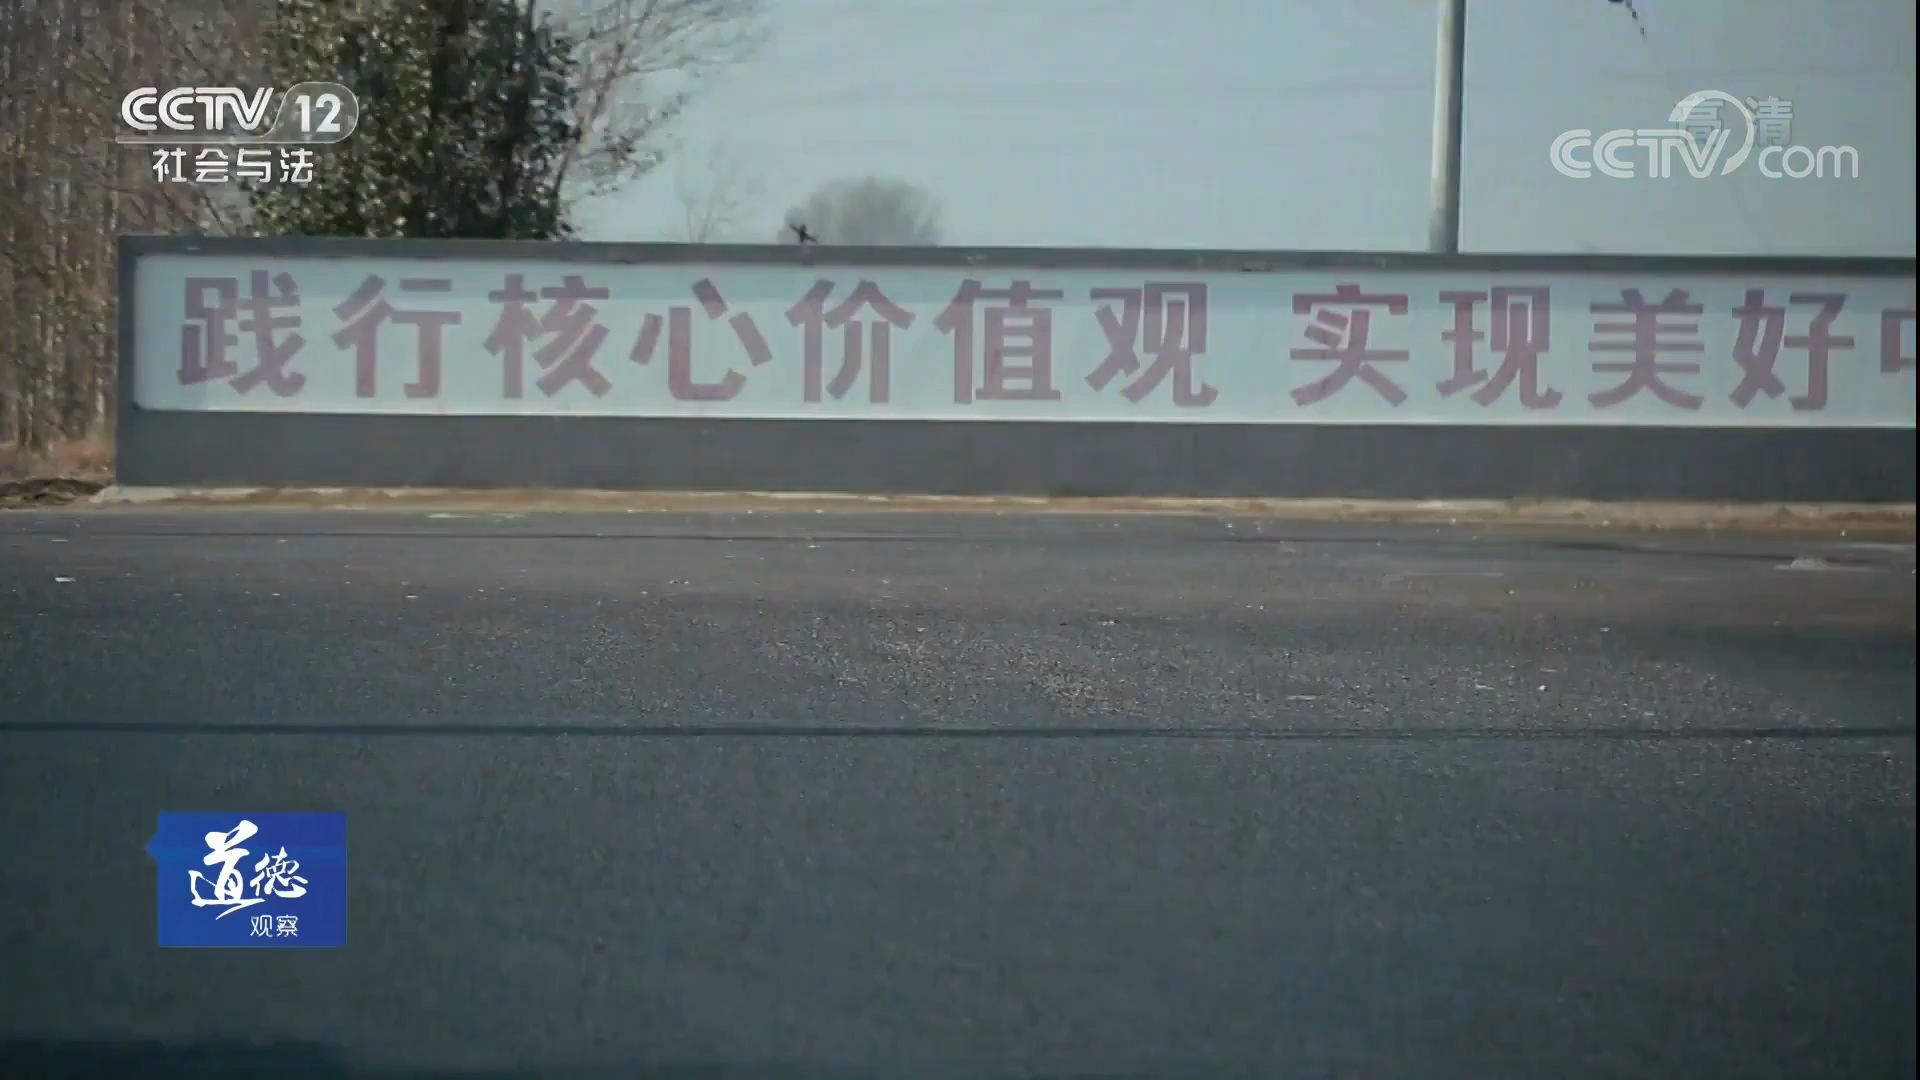 CCTV 12
社会与法
高清
CCTV.com
践行核心价值观 实现美好
道德
观察